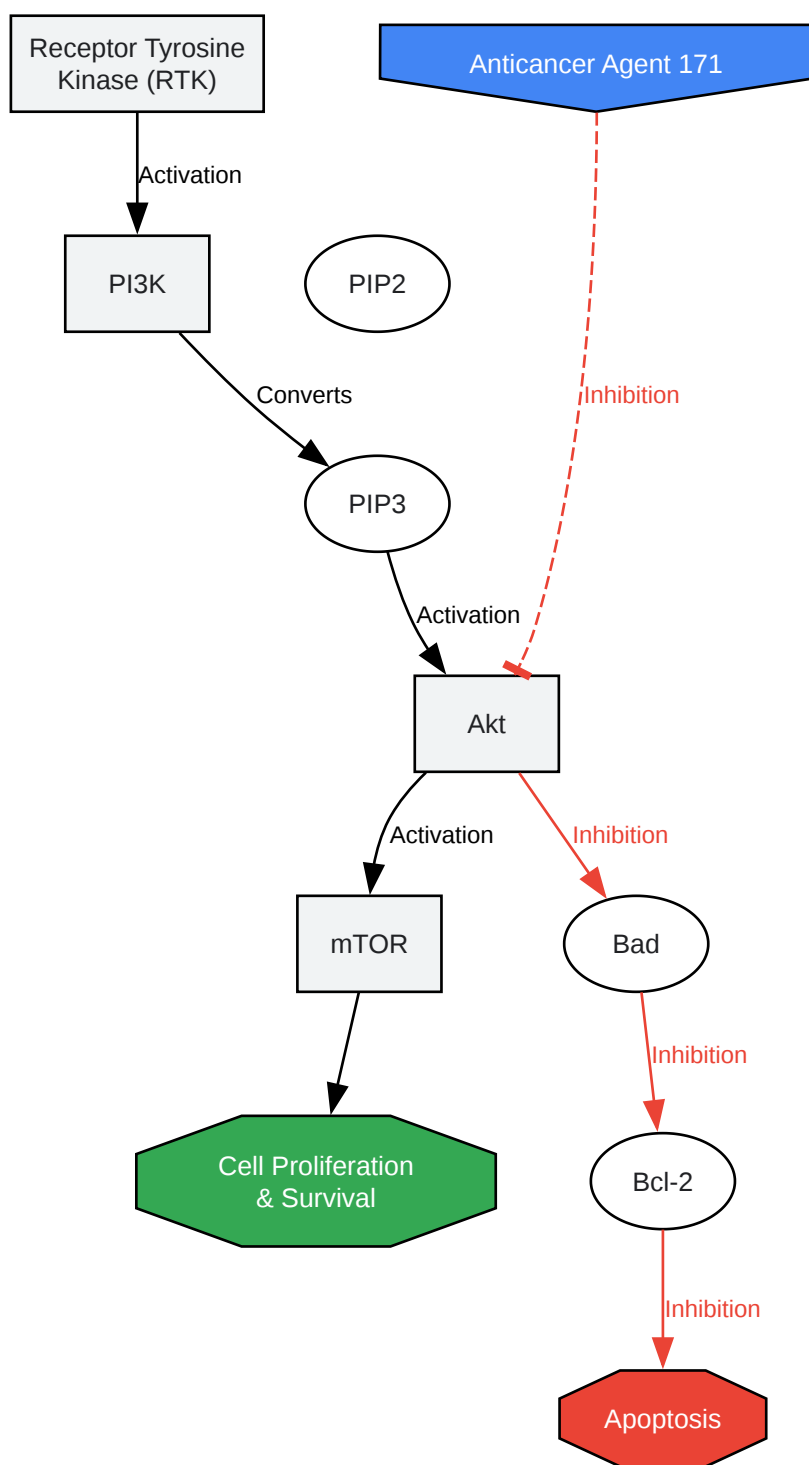 Receptor Tyrosine
Kinase (RTK)
Anticancer Agent 171
Activation
PI3K
PIP2
Converts
Inhibition
PIP3
Activation
Akt
Activation
Inhibition
mTOR
Bad
Inhibition
Cell Proliferation
& Survival
Bcl-2
Inhibition
Apoptosis